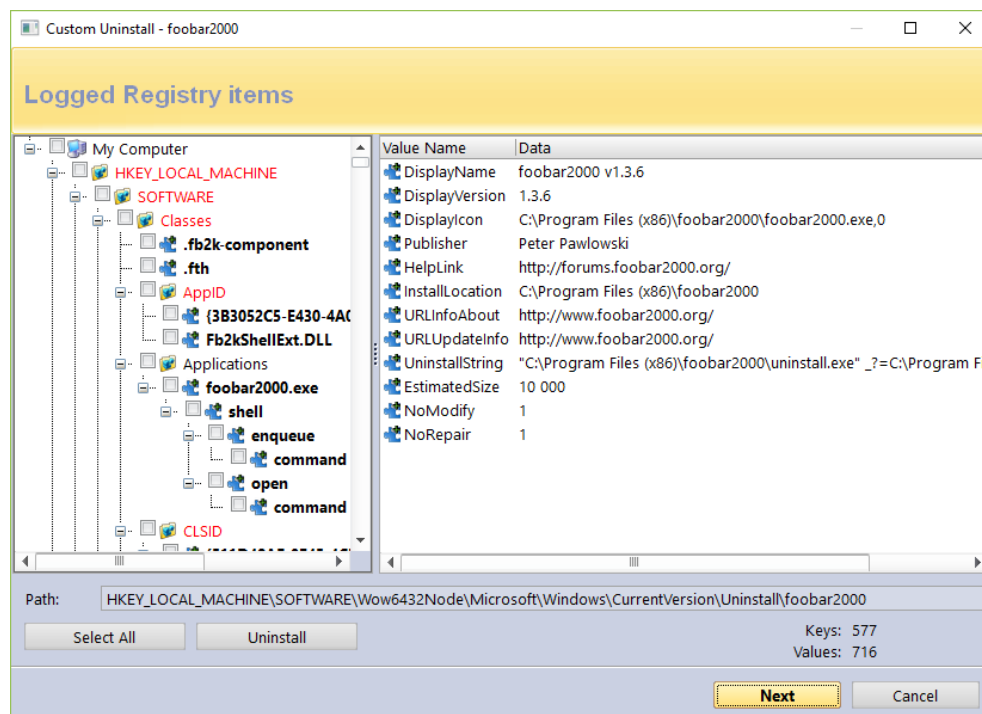 Custom Uninstall - foobar2000
Logged Registry items
My Computer
HKEY_LOCAL_MACHINE
SOFTWARE
Classes
.fb2k-component
.fth
AppID
{3B3052C5-E430-4A0
Fb2kShellExt.DLL
Applications
foobar2000.exe
shell
enqueue
command
open
command
CLSID
Value Name Data
DisplayName foobar2000 v1.3.6
DisplayVersion 1.3.6
DisplayIcon C:\Program Files (x86)\foobar2000\foobar2000.exe,0
Publisher Peter Pawlowski
HelpLink http://forums.foobar2000.org/
InstallLocation C:\Program Files (x86)\foobar2000
URLInfoAbout http://www.foobar2000.org/
URLUpdateInfo http://www.foobar2000.org/
UninstallString "C:\Program Files (x86)\foobar2000\uninstall.exe" _?=C:\Program F
EstimatedSize 10 000
NoModify 1
NoRepair 1
Path: HKEY_LOCAL_MACHINE\SOFTWARE\Wow6432Node\Microsoft\Windows\CurrentVersion\Uninstall\foobar2000
Select All Uninstall
Keys: 577
Values: 716
Next Cancel